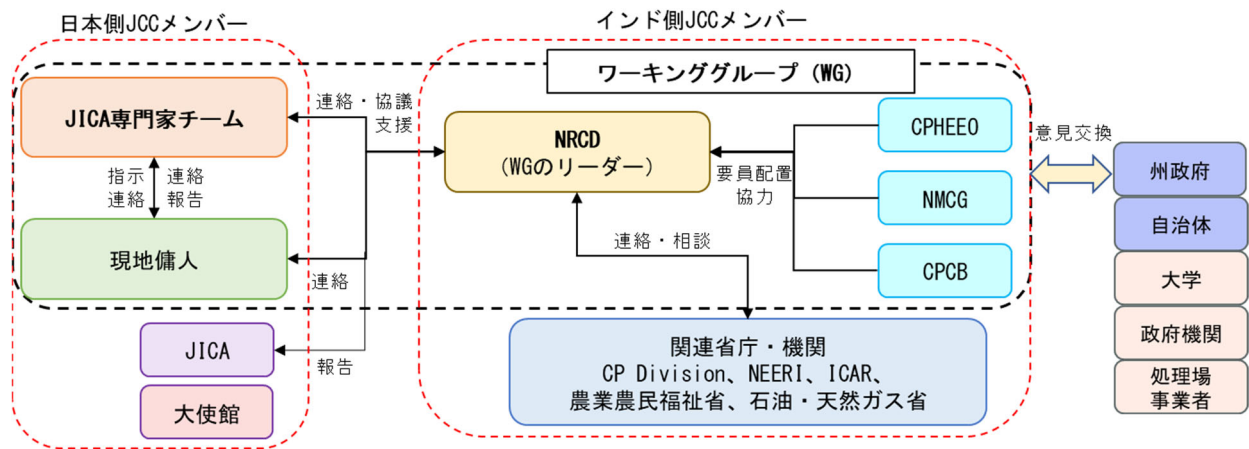 日本側JCCメンバー
インド側JCCメンバー
ワーキンググループ (WG)
JICA専門家チーム
連絡・協議
支援
指示
連絡
連絡
報告
現地傭人
連絡
JICA
報告
大使館
NRCD
(WGのリーダー)
要員配置
協力
連絡・相談
CPHEEO
NMCG
CPCB
関連省庁・機関
CP Division、NEERI、ICAR、
農業農民福祉省、石油・天然ガス省
意見交換
州政府
自治体
大学
政府機関
処理場
事業者